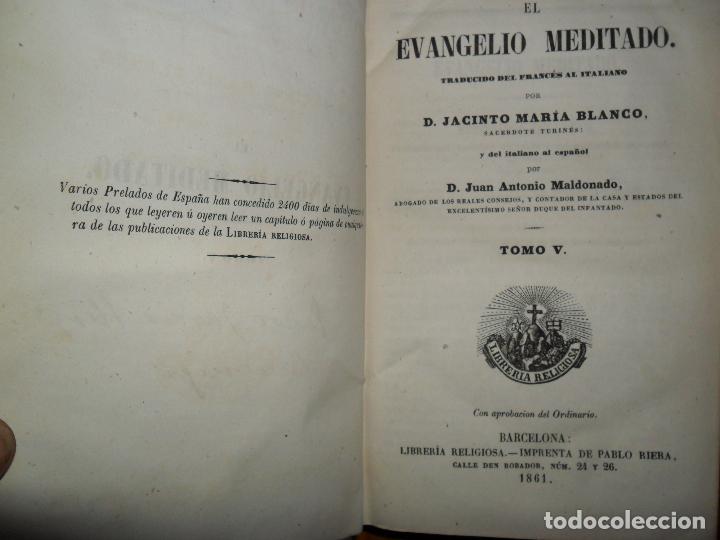 Varios Prelados de España han concedido 2400 dias de
todos los que leyeren ú oyeren leer un capítulo ó página de
ra de las publicaciones de la LIBRERÍA RELIGIOSA.
EL
EVANGELIO MEDITADO.
TRADUCIDO DEL FRANCÉS AL ITALIANO
POR
D. JACINTO MARÍA BLANCO,
SACERDOTE TURINÉS:
y del italiano al español
por
D. Juan Antonio Maldonado,
ABOGADO DE LOS REALES CONSEJOS, Y CONTADOR DE LA CASA Y ESTADOS DEL
EXCELENTÍSIMO SEÑOR DUQUE DEL INFANTADO.
TOMO V.
LIBRERIA RELIGIOSA
Con aprobacion del Ordinario.
BARCELONA:
LIBRERÍA RELIGIOSA.—IMPRENTA DE PABLO RIERA,
CALLE DEN ROBADOR, NÚM. 24 Y 26.
1861.
todocoleccion
todocoleccion.net